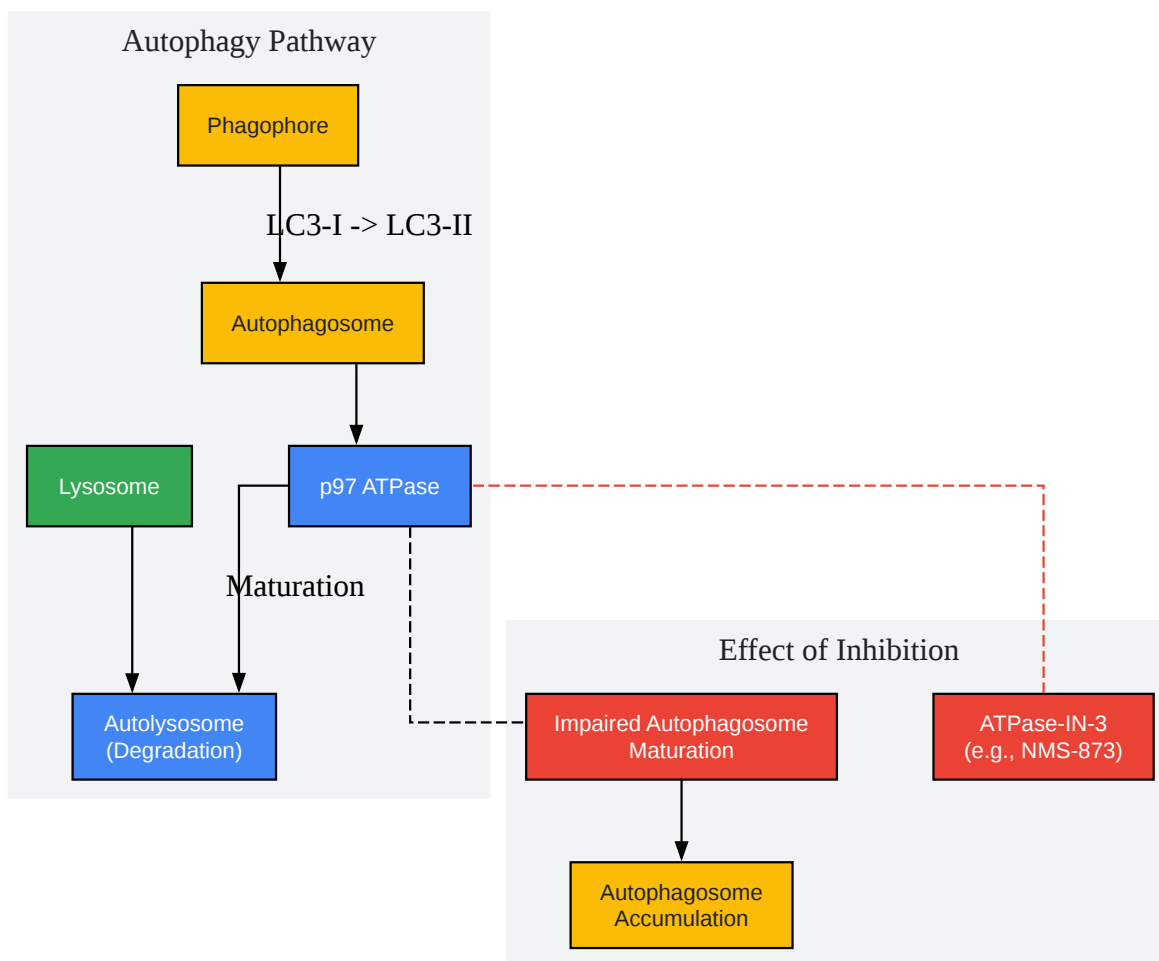 Autophagy Pathway
Phagophore
LC3-I -> LC3-II
Autophagosome
Lysosome
p97 ATPase
Maturation
Autolysosome
(Degradation)
Effect of Inhibition
Impaired Autophagosome
Maturation
ATPase-IN-3
(e.g., NMS-873)
Autophagosome
Accumulation